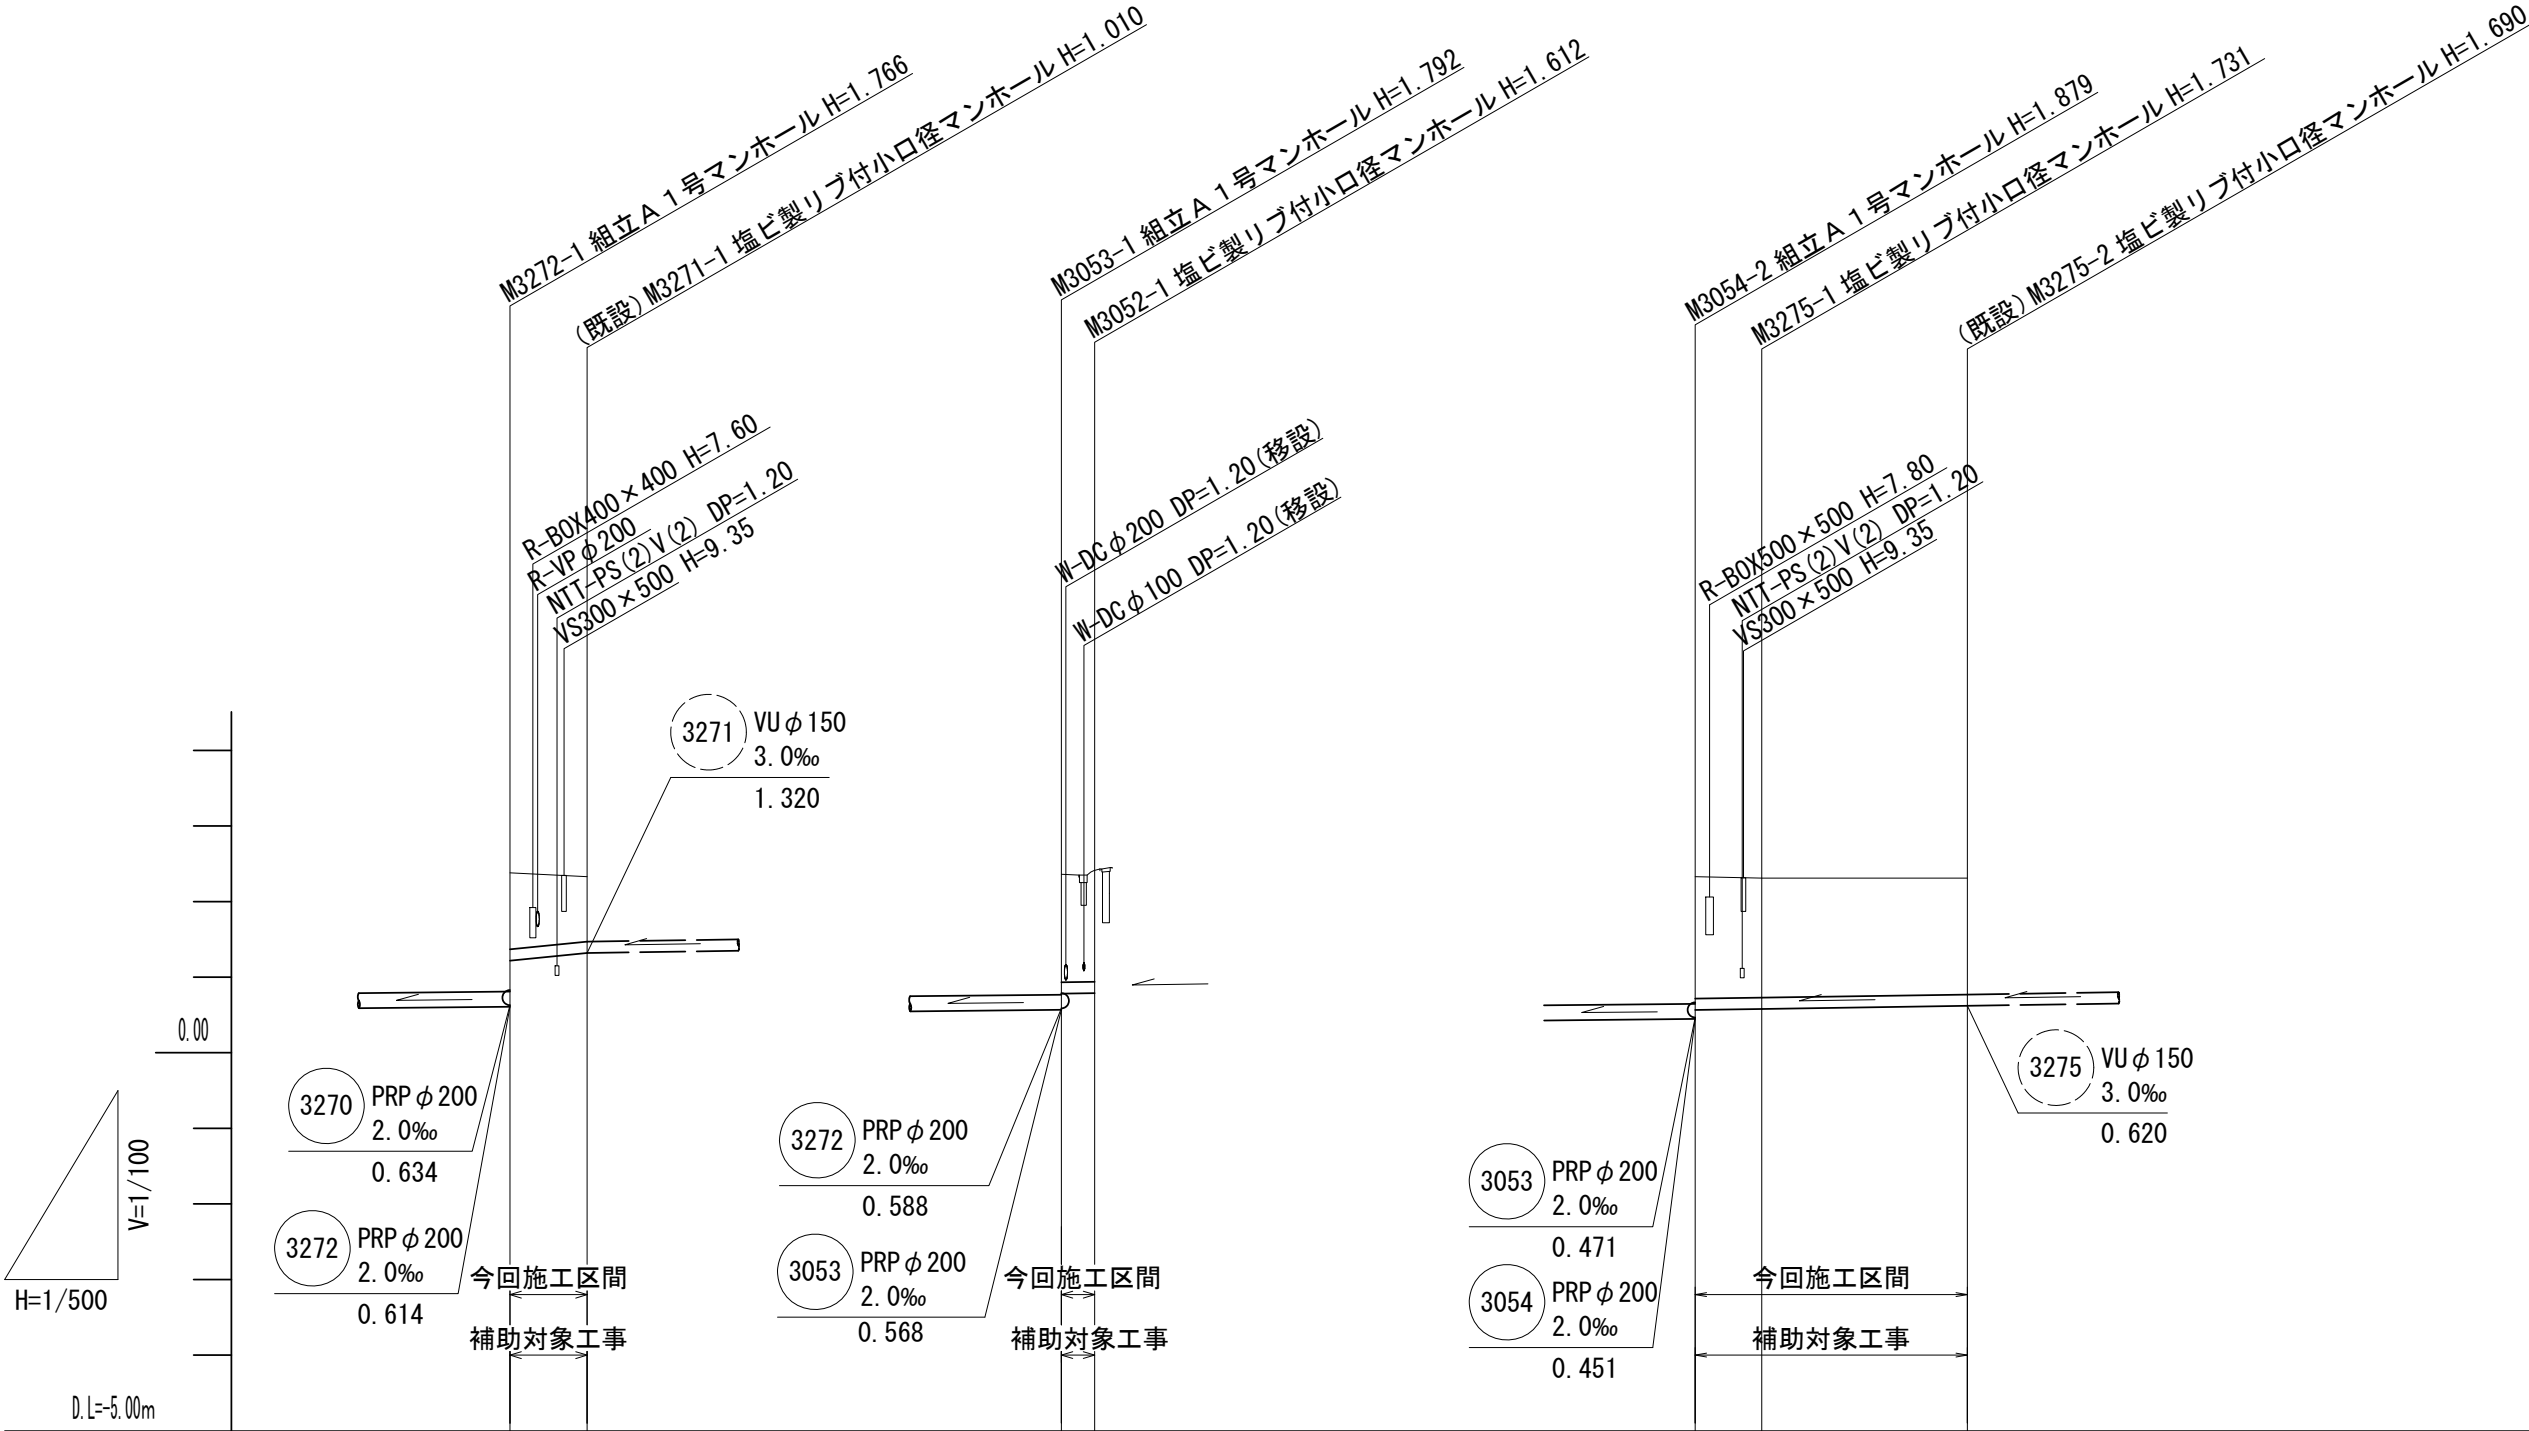 M3272-1 組立A 1号マンホール H=1.766
(既設) M3271-1 塩ビ製リブ付小口径マンホール H=1.010
M3053-1 組立A 1号マンホール H=1.792
M3052-1 塩ビ製リブ付小口径マンホール H=1.612
M3054-2 組立A 1号マンホール H=1.879
M3275-1 塩ビ製リブ付小口径マンホール H=1.731
(既設) M3275-2 塩ビ製リブ付小口径マンホール H=1.690
R-BOX400×400 H=7.60
R-VPφ200
NTT-PS(2)V(2) DP=1.20
VS300×500 H=9.35
W-DCφ200 DP=1.20(移設)
W-DCφ100 DP=1.20(移設)
R-BOX500×500 H=7.80
NTT-PS(2)V(2) DP=1.20
VS300×500 H=9.35
3271 VUφ150
3.0‰
1.320
0.00
3270 PRPφ200
2.0‰
0.634
3272 PRPφ200
2.0‰
0.614
3272 PRPφ200
2.0‰
0.588
3053 PRPφ200
2.0‰
0.568
3053 PRPφ200
2.0‰
0.471
3054 PRPφ200
2.0‰
0.451
3275 VUφ150
3.0‰
0.620
V=1/100
H=1/500
今回施工区間
補助対象工事
今回施工区間
補助対象工事
今回施工区間
補助対象工事
D.L=-5.00m